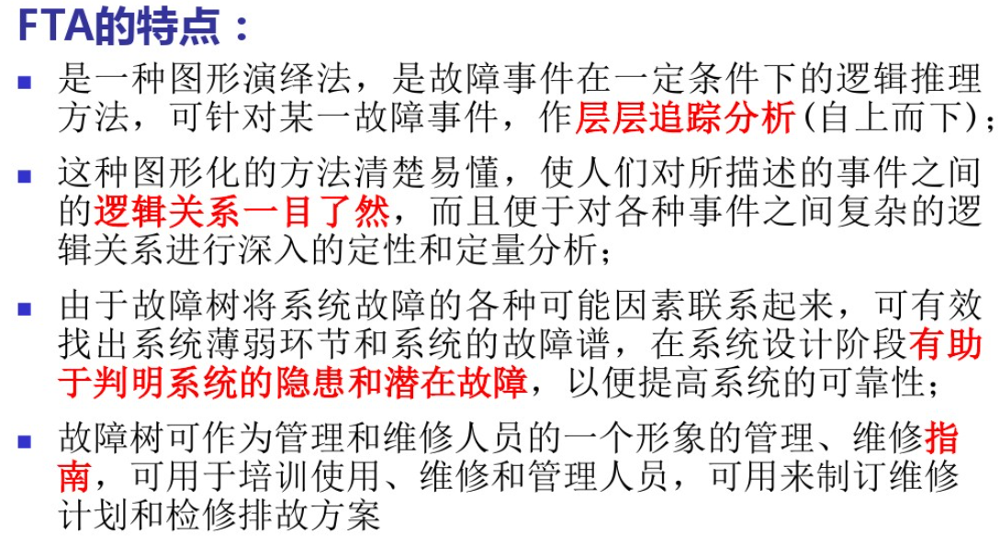 FTA的特点：
是一种图形演绎法，是故障事件在一定条件下的逻辑推理
方法，可针对某一故障事件，作层层追踪分析(自上而下)；
这种图形化的方法清楚易懂，使人们对所描述的事件之间
的逻辑关系一目了然，而且便于对各种事件之间复杂的逻
辑关系进行深入的定性和定量分析；
由于故障树将系统故障的各种可能因素联系起来，可有效
找出系统薄弱环节和系统的故障谱，在系统设计阶段有助
于判明系统的隐患和潜在故障，以便提高系统的可靠性；
故障树可作为管理和维修人员的一个形象的管理、维修指
南，可用于培训使用、维修和管理人员，可用来制订维修
计划和检修排故方案